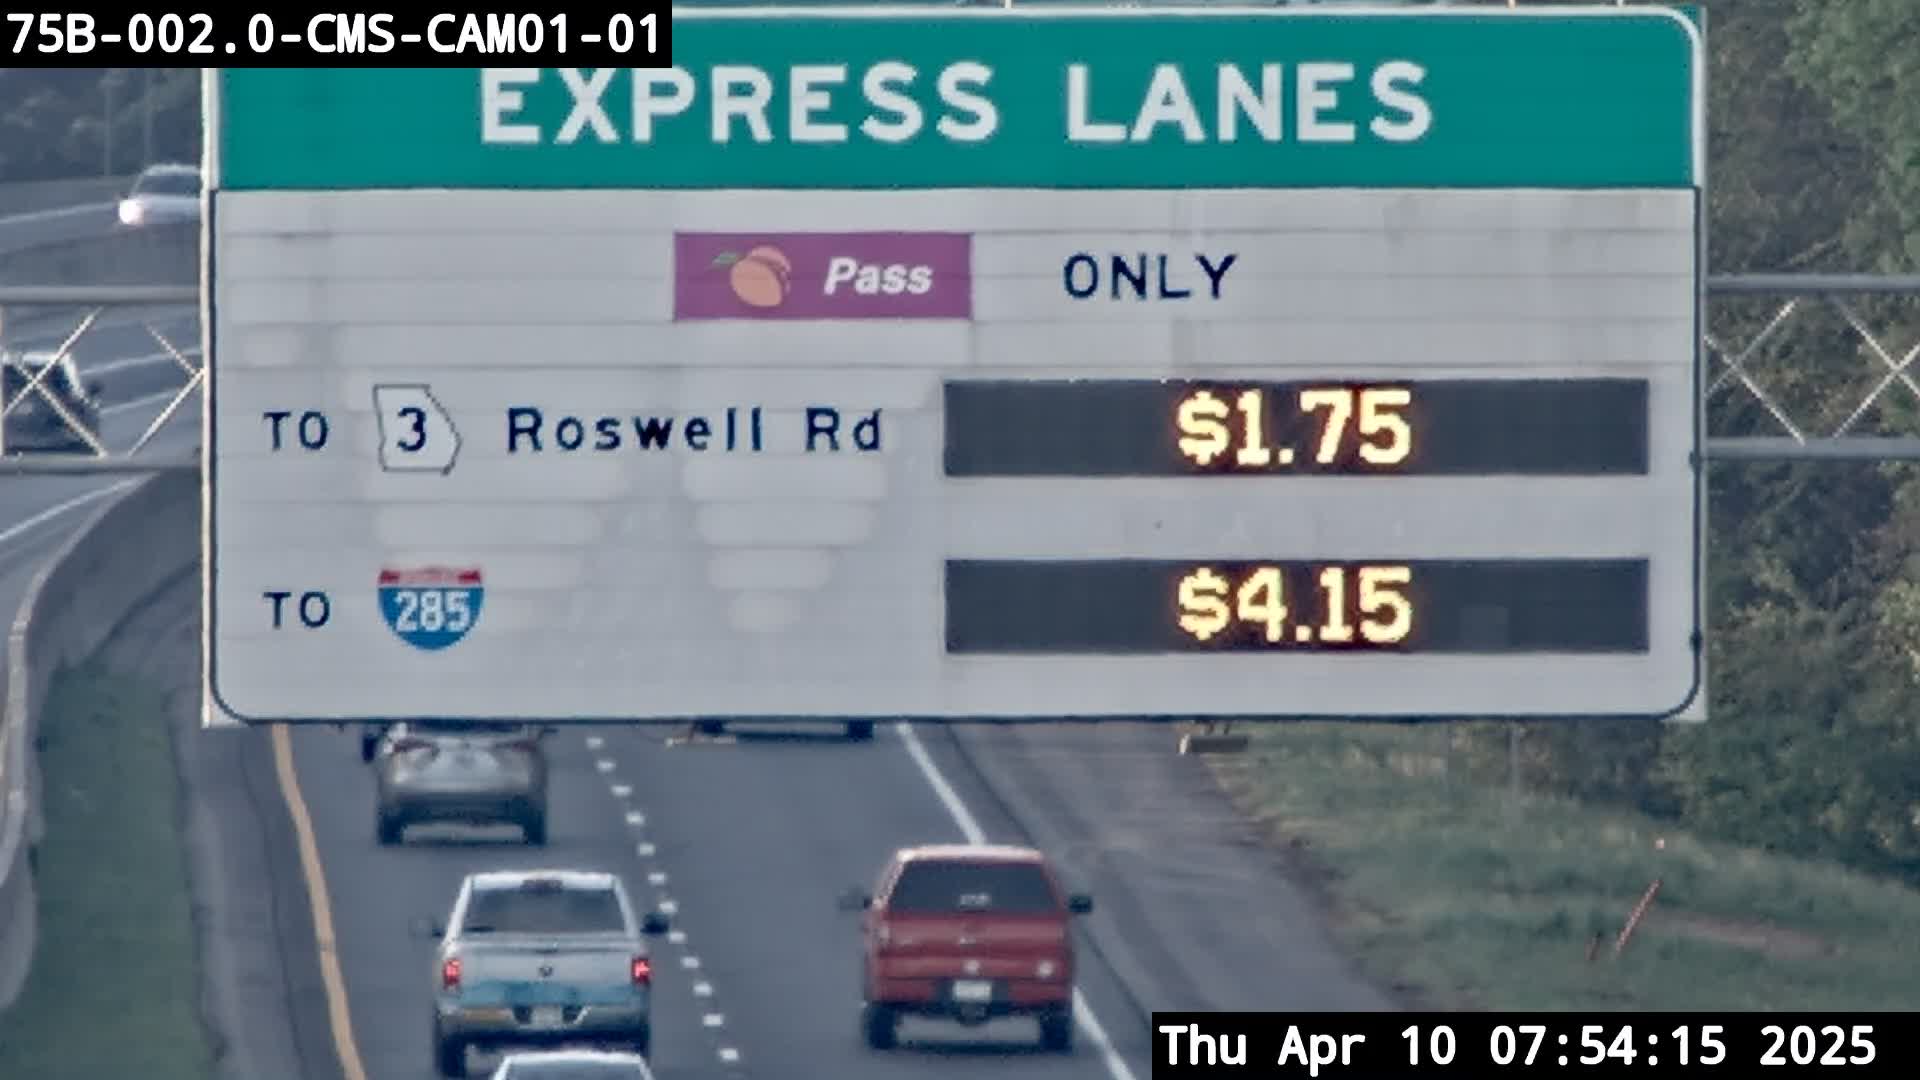 75B-002.0-CMS-CAM01-01
EXPRESS LANES
Pass ONLY
TO 3 Roswell Rd $1.75
TO 285 $4.15
Thu Apr 10 07:54:15 2025